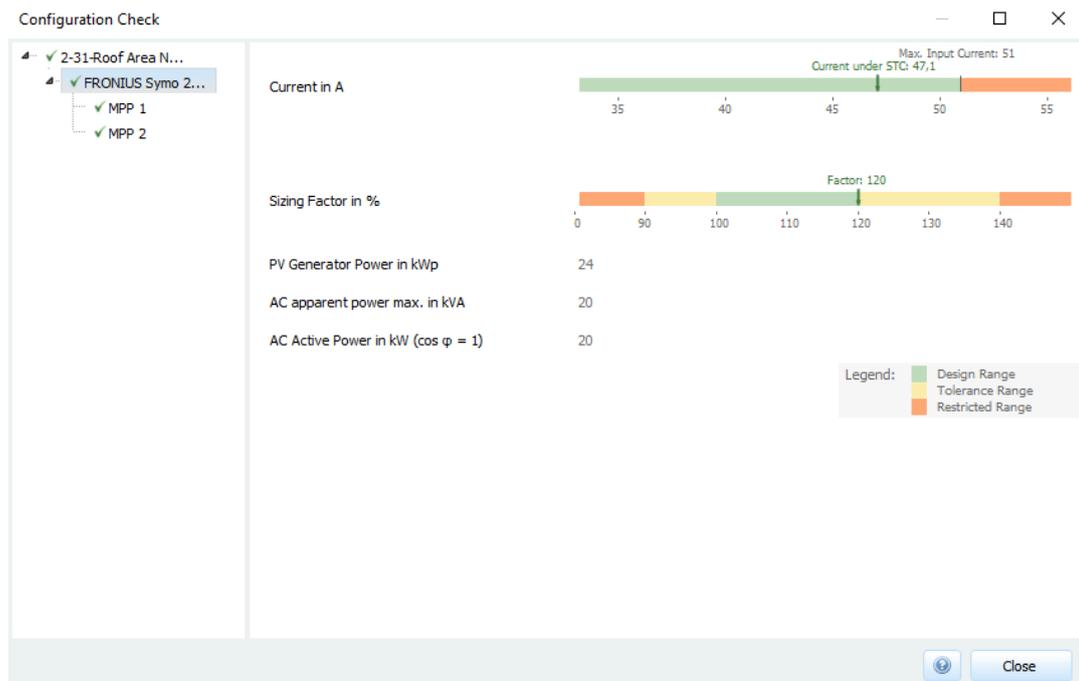 Configuration Check
2-31-Roof Area N...
FRONIUS Symo 2...
MPP 1
MPP 2
Max. Input Current: 51
Current under STC: 47,1
Current in A
35 40 45 50 55
Factor: 120
Sizing Factor in %
0 90 100 110 120 130 140
PV Generator Power in kWp 24
AC apparent power max. in kVA 20
AC Active Power in kW (cos φ = 1) 20
Legend: Design Range
Tolerance Range
Restricted Range
Close